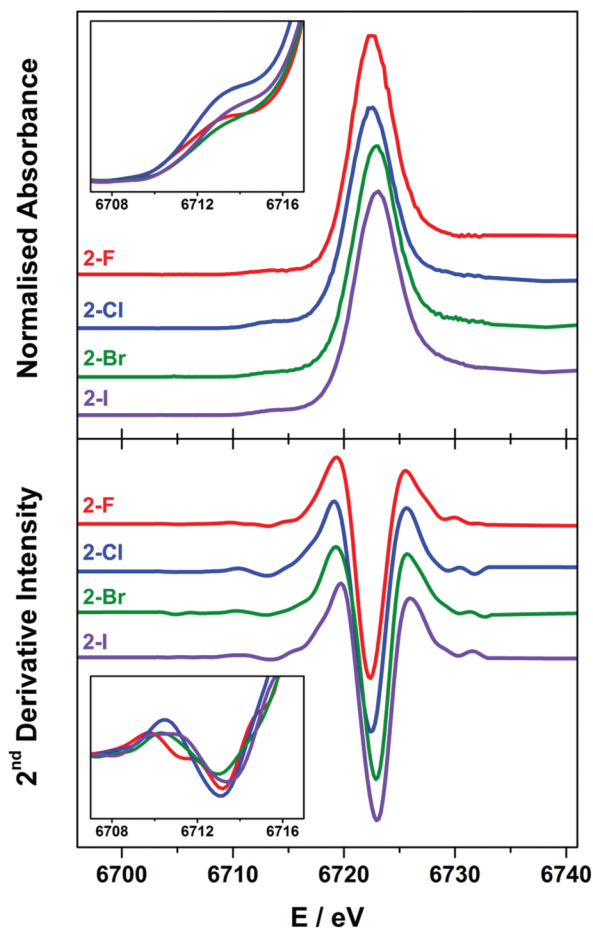 Normalised Absorbance
6708 6712 6716
2-F
2-Cl
2-Br
2-I
2nd Derivative Intensity
2-F
2-Cl
2-Br
2-I
6708 6712 6716
6700 6710 6720 6730 6740
E / eV